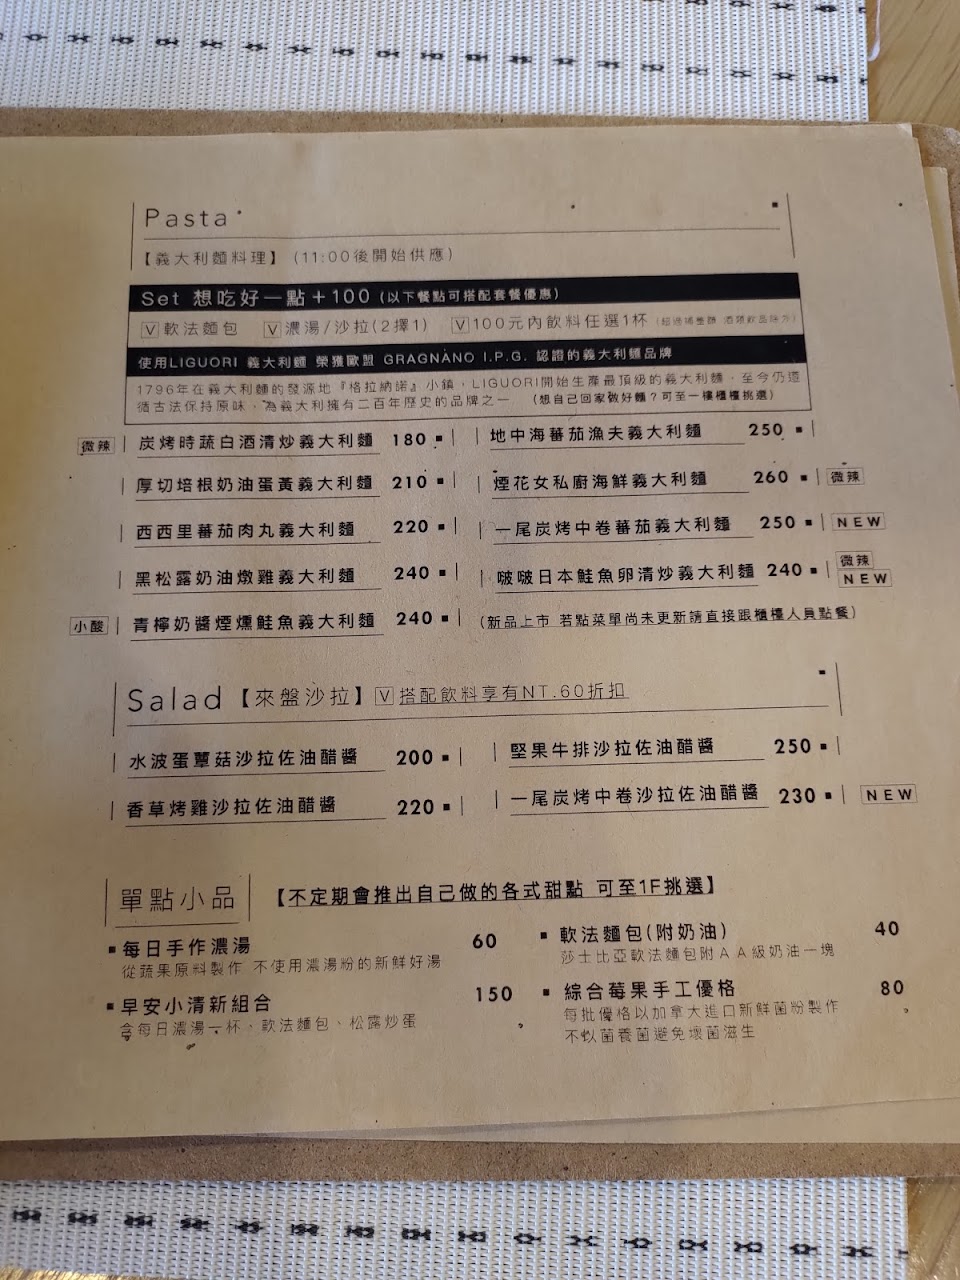 Pasta
【義大利麵料理】 (11:00後開始供應)
Set 想吃好一點+100 (以下餐點可搭配套餐優惠)
V 軟法麵包 V 濃湯/沙拉(2擇1) V 100元內飲料任選1杯
使用LIGUORI 義大利麵 榮獲歐盟 GRAGNANO I.P.G. 認證的義大利麵品牌
1796年在義大利麵的發源地『格拉納諾』小鎮，LIGUORI開始生產最頂級的義大利麵，至今仍遵
循古法保持原味，為義大利擁有二百年歷史的品牌之一 (想自己回家做好麵？可至一樓櫃檯挑選)
微辣 炭烤時蔬白酒清炒義大利麵 180
厚切培根奶油蛋黃義大利麵 210
西西里蕃茄肉丸義大利麵 220
黑松露奶油燉雞義大利麵 240
小酸 青檸奶醬煙燻鮭魚義大利麵 240
地中海蕃茄漁夫義大利麵 250
煙花女私廚海鮮義大利麵 260 微辣
一尾炭烤中卷蕃茄義大利麵 250 NEW
啵啵日本鮭魚卵清炒義大利麵 240 微辣 NEW
(新品上市 若點菜單尚未更新請直接跟櫃檯人員點餐)
Salad【來盤沙拉】V 搭配飲料享有NT.60折扣
水波蛋蕈菇沙拉佐油醋醬 200
香草烤雞沙拉佐油醋醬 220
堅果牛排沙拉佐油醋醬 250
一尾炭烤中卷沙拉佐油醋醬 230 NEW
單點小品 【不定期會推出自己做的各式甜點 可至1F挑選】
每日手作濃湯 60
從蔬果原料製作 不使用濃湯粉的新鮮好湯
早安小清新組合 150
含每日濃湯一杯、軟法麵包、松露炒蛋
軟法麵包(附奶油) 40
莎士比亞軟法麵包附AA級奶油一塊
綜合莓果手工優格 80
每批優格以加拿大進口新鮮菌粉製作
不以菌養菌避免壞菌滋生